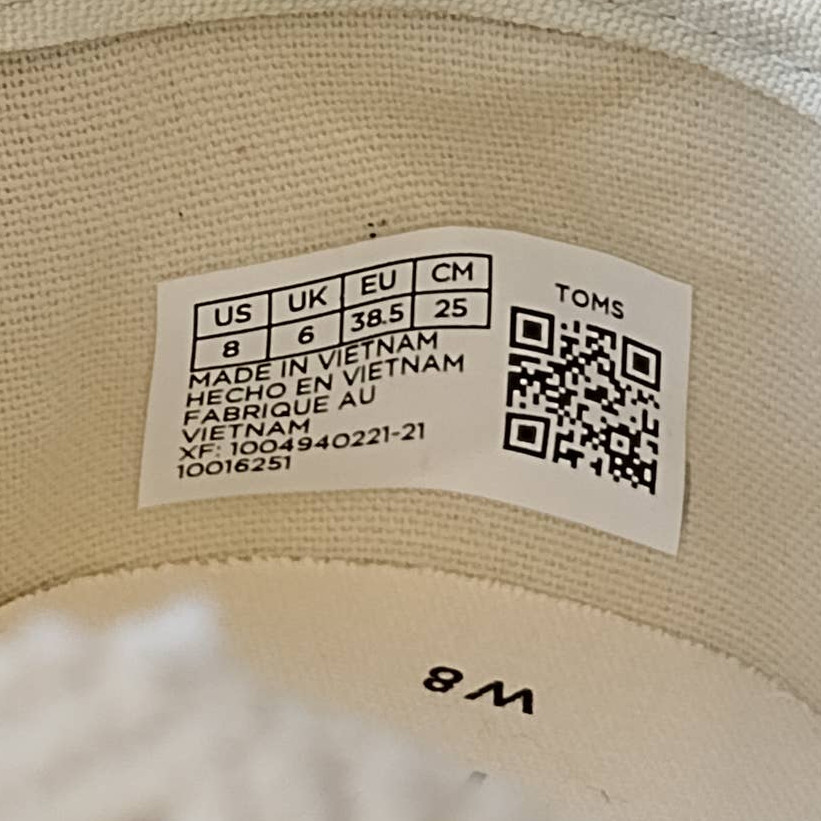 US UK EU CM
8 6 38.5 25
MADE IN VIETNAM
HECHO EN VIETNAM
FABRIQUE AU
VIETNAM
XF: 1004940221-21
10016251
TOMS
W 8